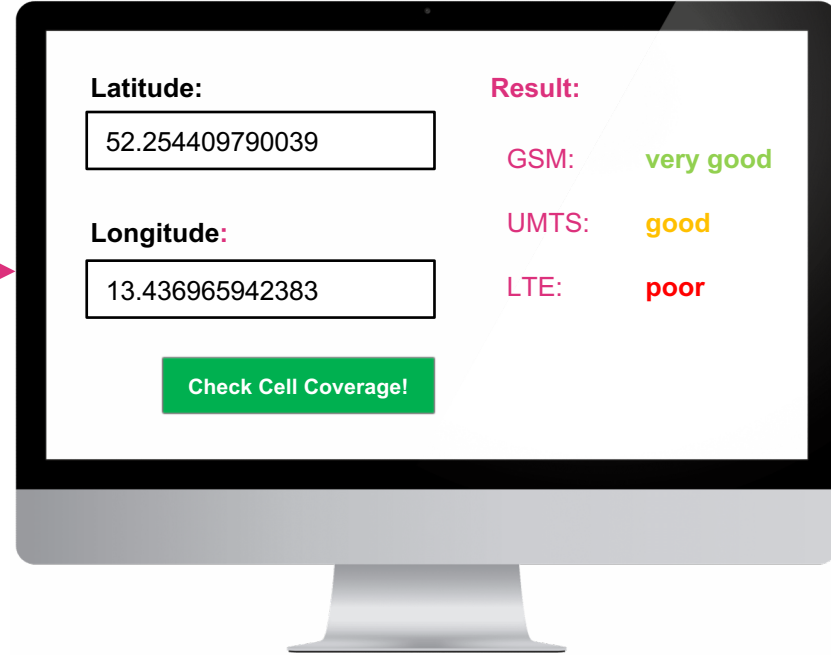 Latitude:
52.254409790039
Longitude:
13.436965942383
Check Cell Coverage!
Result:
GSM: very good
UMTS: good
LTE: poor